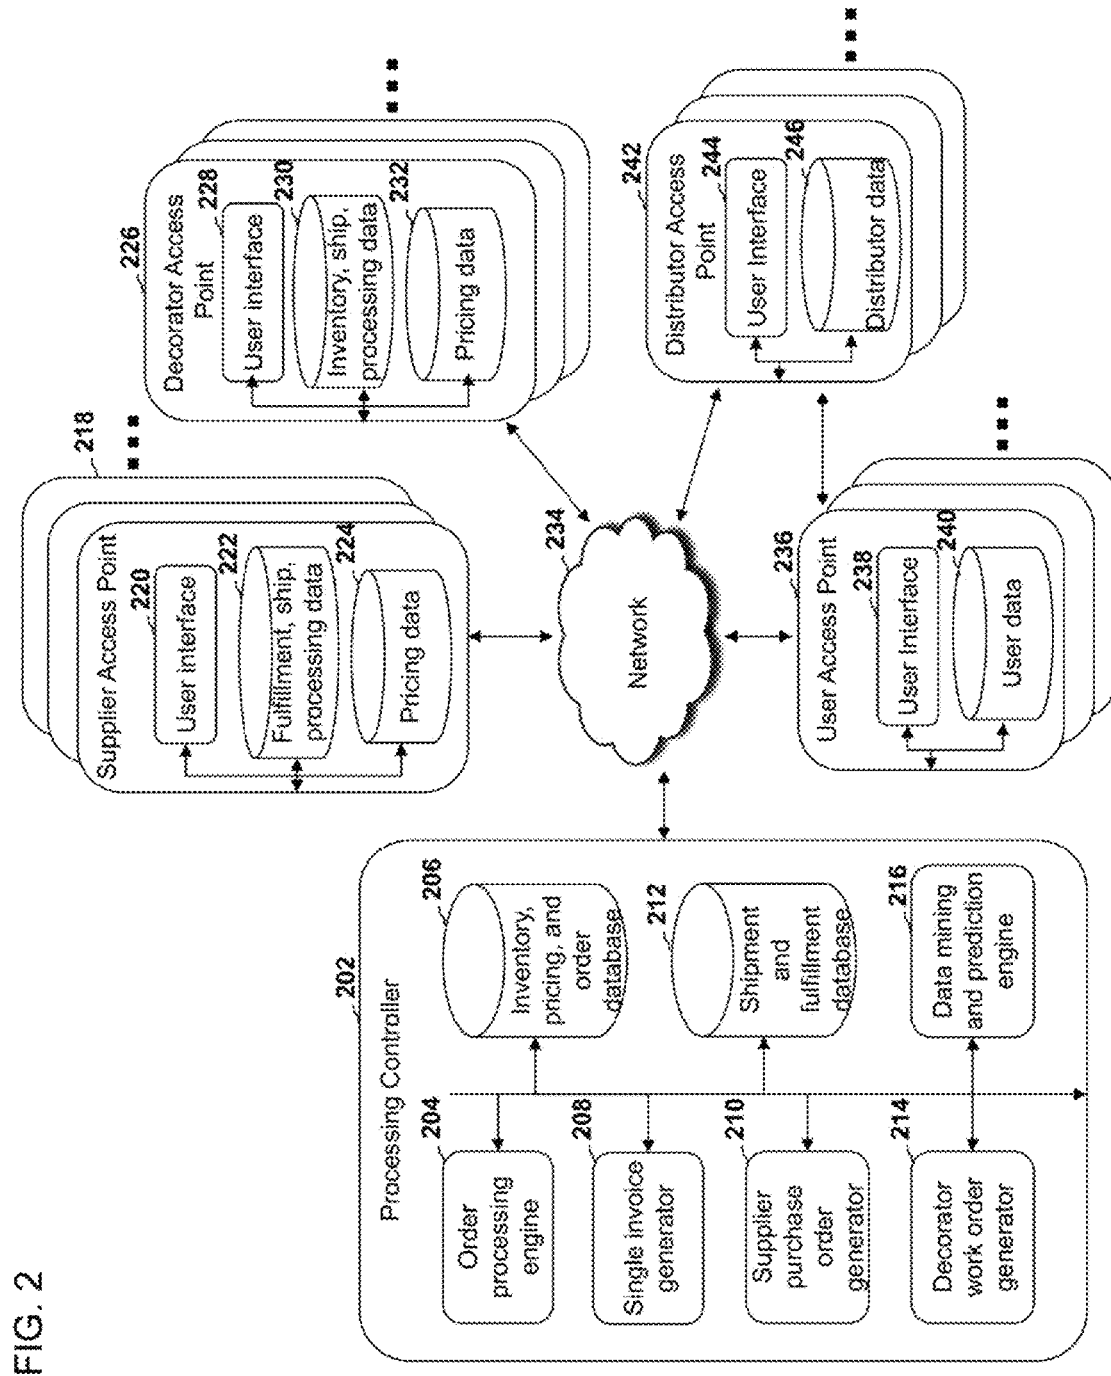 FIG. 2
202
Processing Controller
204
Order
processing
engine
206
Inventory,
pricing, and
order
database
208
Single invoice
generator
210
Supplier
purchase
order
generator
212
Shipment
and
fulfillment
database
214
Decorator
work order
generator
216
Data mining
and prediction
engine
218
Supplier Access Point
220
User interface
222
Fulfillment, ship,
processing data
224
Pricing data
226
Decorator Access
Point
228
User interface
230
Inventory, ship,
processing data
232
Pricing data
234
Network
236
User Access Point
238
User Interface
240
User data
242
Distributor Access
Point
244
User Interface
246
Distributor data